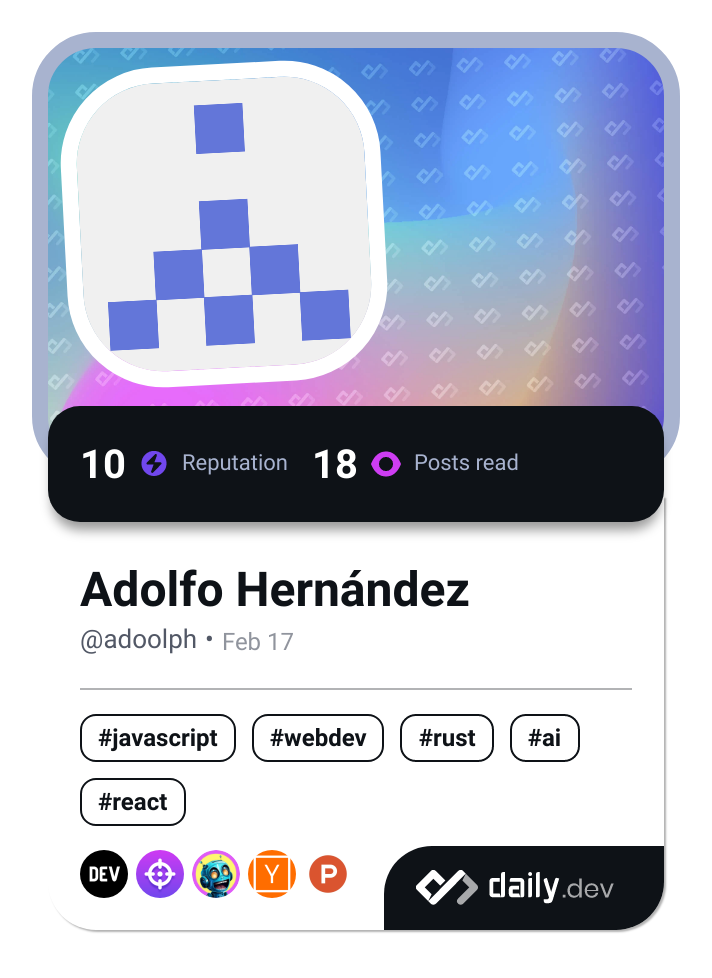 10 Reputation 18 Posts read
Adolfo Hernández
@adoolph • Feb 17
#javascript #webdev #rust #ai
#react
DEV Y P
daily.dev